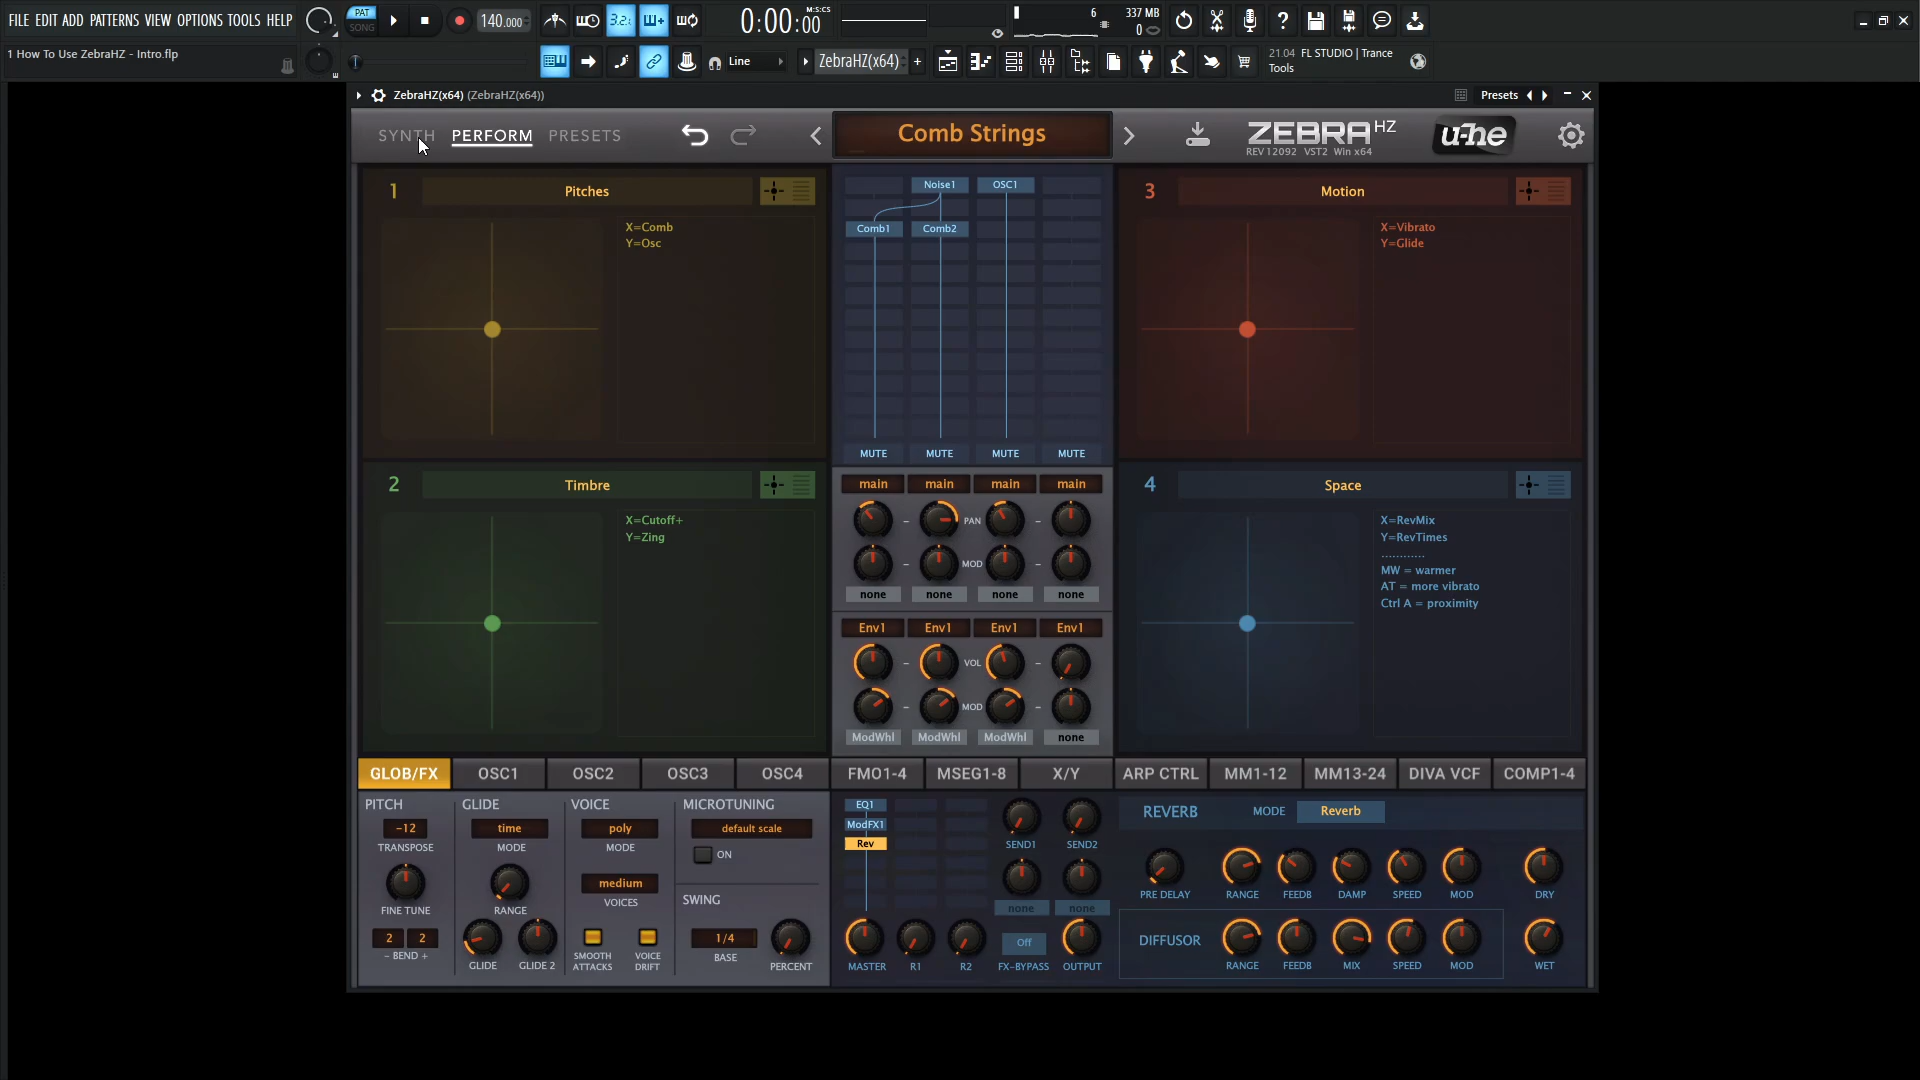 FILE EDIT ADD PATTERNS VIEW OPTIONS TOOLS HELP
PAT
SONG
140.000
3.2.
0:00:00
M:S:CS
6
337 MB
0
1 How To Use ZebraHZ - Intro.flp
Line
ZebraHZ(x64)
+
21.04 FL STUDIO | Trance
Tools
ZebraHZ(x64) (ZebraHZ(x64))
Presets
SYNTH PERFORM PRESETS
Comb Strings
ZEBRA HZ
REV 12092 VST2 Win x64
u-he
1 Pitches
X=Comb
Y=Osc
Noise1 OSC1
Comb1 Comb2
MUTE MUTE MUTE MUTE
3 Motion
X=Vibrato
Y=Glide
2 Timbre
X=Cutoff+
Y=Zing
main main main main
PAN
MOD
none none none none
Env1 Env1 Env1 Env1
VOL
MOD
ModWhl ModWhl ModWhl none
4 Space
X=RevMix
Y=RevTimes
............
MW = warmer
AT = more vibrato
Ctrl A = proximity
GLOB/FX OSC1 OSC2 OSC3 OSC4 FMO1-4 MSEG1-8 X/Y ARP CTRL MM1-12 MM13-24 DIVA VCF COMP1-4
PITCH
-12
TRANSPOSE
FINE TUNE
2 2
- BEND +
GLIDE
time
MODE
RANGE
GLIDE GLIDE 2
VOICE
poly
MODE
medium
VOICES
SMOOTH ATTACKS
VOICE DRIFT
MICROTUNING
default scale
ON
SWING
1/4
BASE
PERCENT
EQ1
ModFX1
Rev
SEND1 SEND2
none none
Off
MASTER R1 R2 FX-BYPASS OUTPUT
REVERB MODE Reverb
PRE DELAY RANGE FEEDB DAMP SPEED MOD DRY
DIFFUSOR
RANGE FEEDB MIX SPEED MOD WET